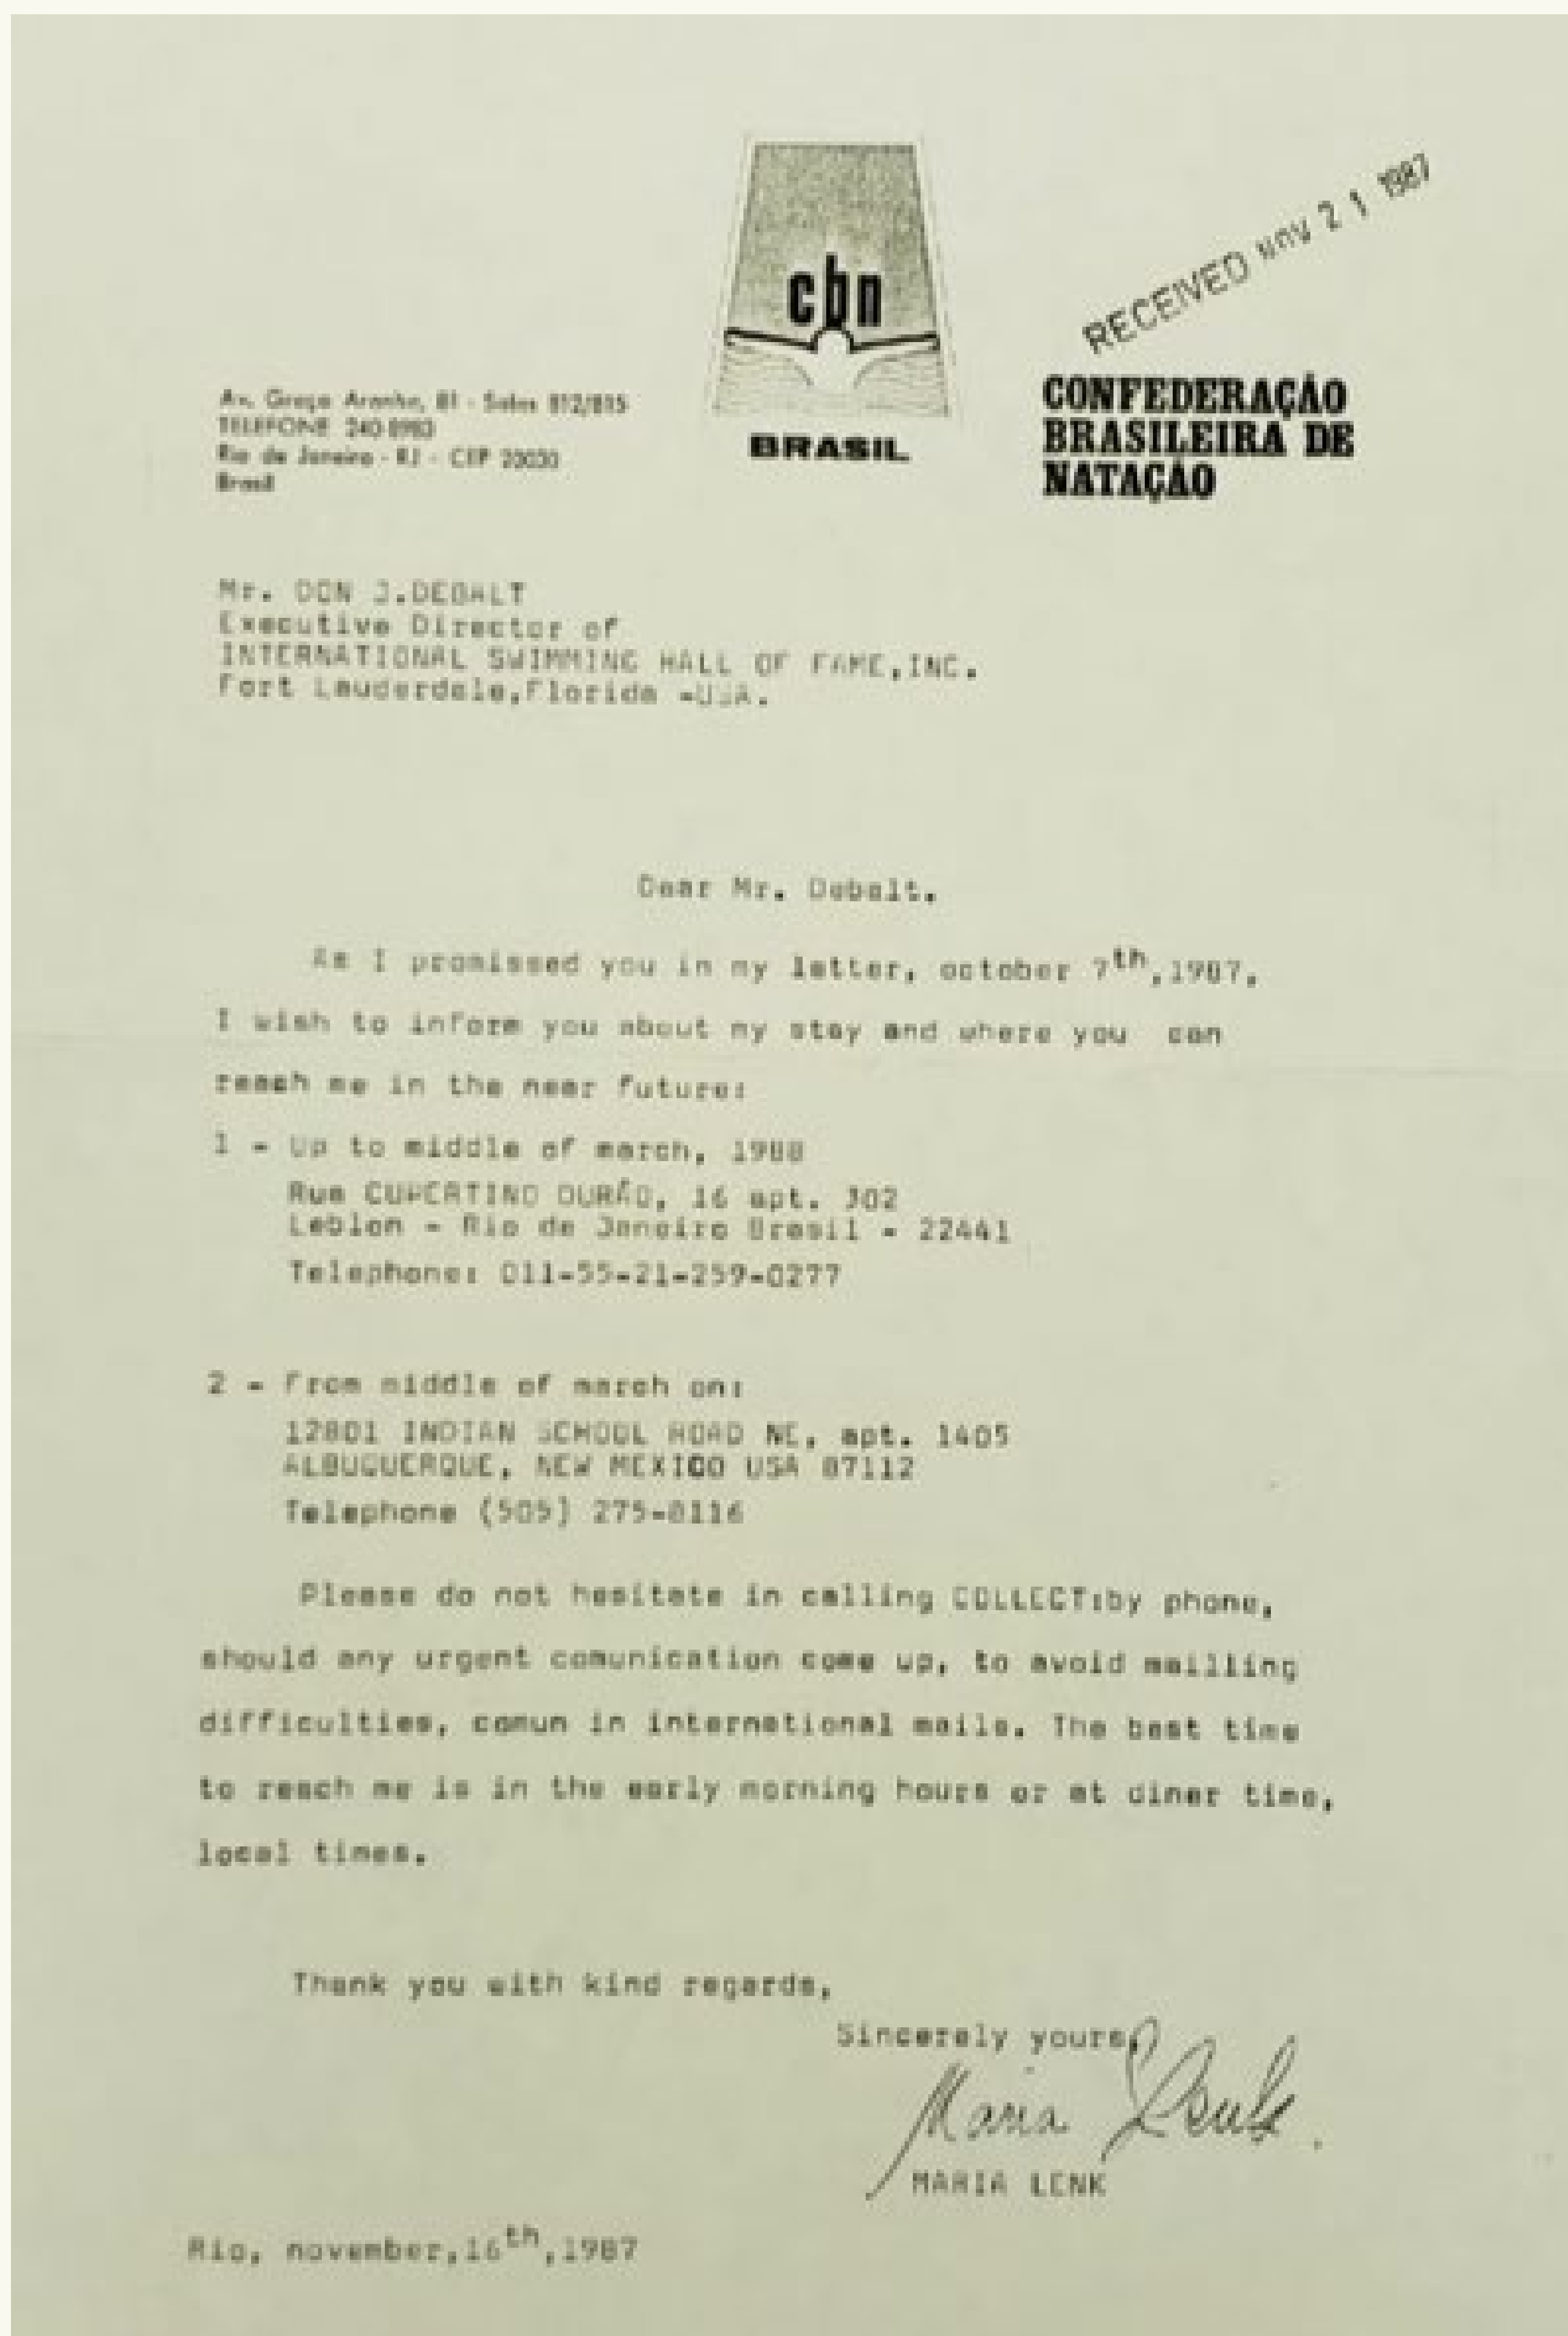 RECEIVED NOV 21 1987
cbn
BRASIL
CONFEDERAÇÃO
BRASILEIRA DE
NATAÇÃO
Av. Graça Aranha, 81 - Salas 812/815
TELEFONE 240-8983
Rio de Janeiro - RJ - CEP 20030
Brasil
Mr. DON J.DEBALT
Executive Director of
INTERNATIONAL SWIMMING HALL OF FAME,INC.
Fort Lauderdale,Florida -USA.
Dear Mr. Debalt.
As I promissed you in my letter, october 7th,1987,
I wish to inform you about my stay and where you can
reach me in the near future:
1 - Up to middle of march, 1988
Rua CUPERTINO DURÃO, 16 apt. 302
Leblon - Rio de Janeiro Brasil - 22441
Telephone: 011-55-21-259-0277
2 - From middle of march on:
12801 INDIAN SCHOOL ROAD NE, apt. 1405
ALBUQUERQUE, NEW MEXICO USA 87112
Telephone (505) 275-8116
Please do not hesitate in calling COLLECT:by phone,
should any urgent comunication come up, to avoid mailling
difficulties, comun in international mails. The best time
to reach me is in the early morning hours or at diner time,
local times.
Thank you with kind regards,
Sincerely yours,
Maria Lenk.
MARIA LENK
Rio, november,16th,1987